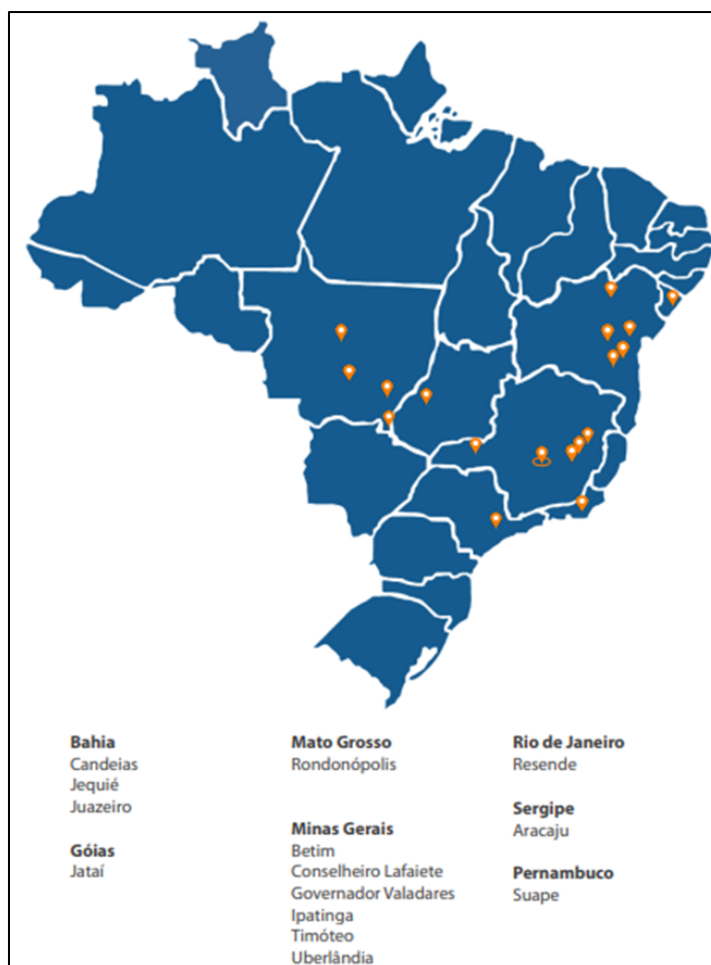 Bahia
Candeias
Jequié
Juazeiro
Góias
Jataí
Mato Grosso
Rondonópolis
Minas Gerais
Betim
Conselheiro Lafaiete
Governador Valadares
Ipatinga
Timóteo
Uberlândia
Rio de Janeiro
Resende
Sergipe
Aracaju
Pernambuco
Suape